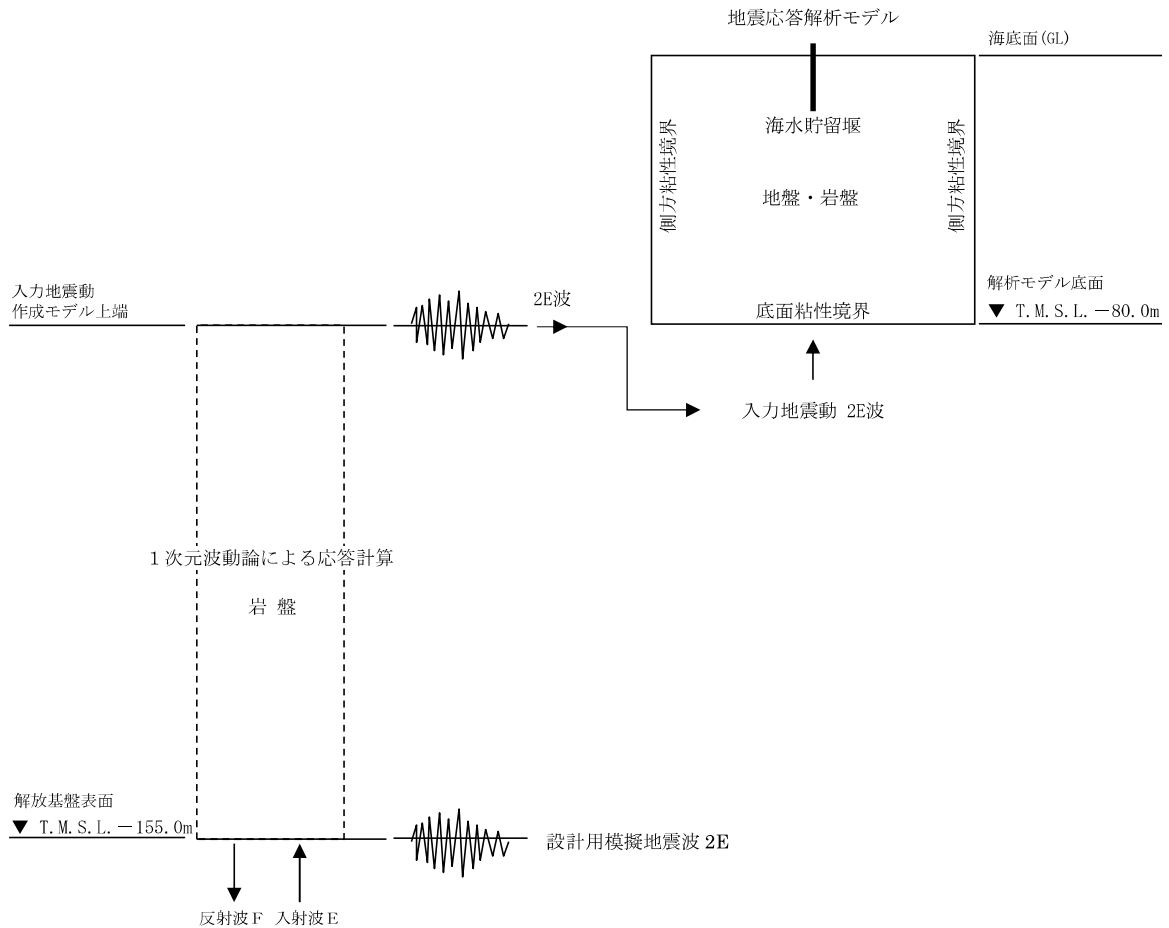 地震応答解析モデル
海底面(GL)
海水貯留堰
側方粘性境界
側方粘性境界
地盤・岩盤
入力地震動
作成モデル上端
2E波
底面粘性境界
解析モデル底面
▼ T.M.S.L.－80.0m
入力地震動 2E波
１次元波動論による応答計算
岩 盤
解放基盤表面
▼ T.M.S.L.－155.0m
設計用模擬地震波 2E
反射波Ｆ 入射波Ｅ